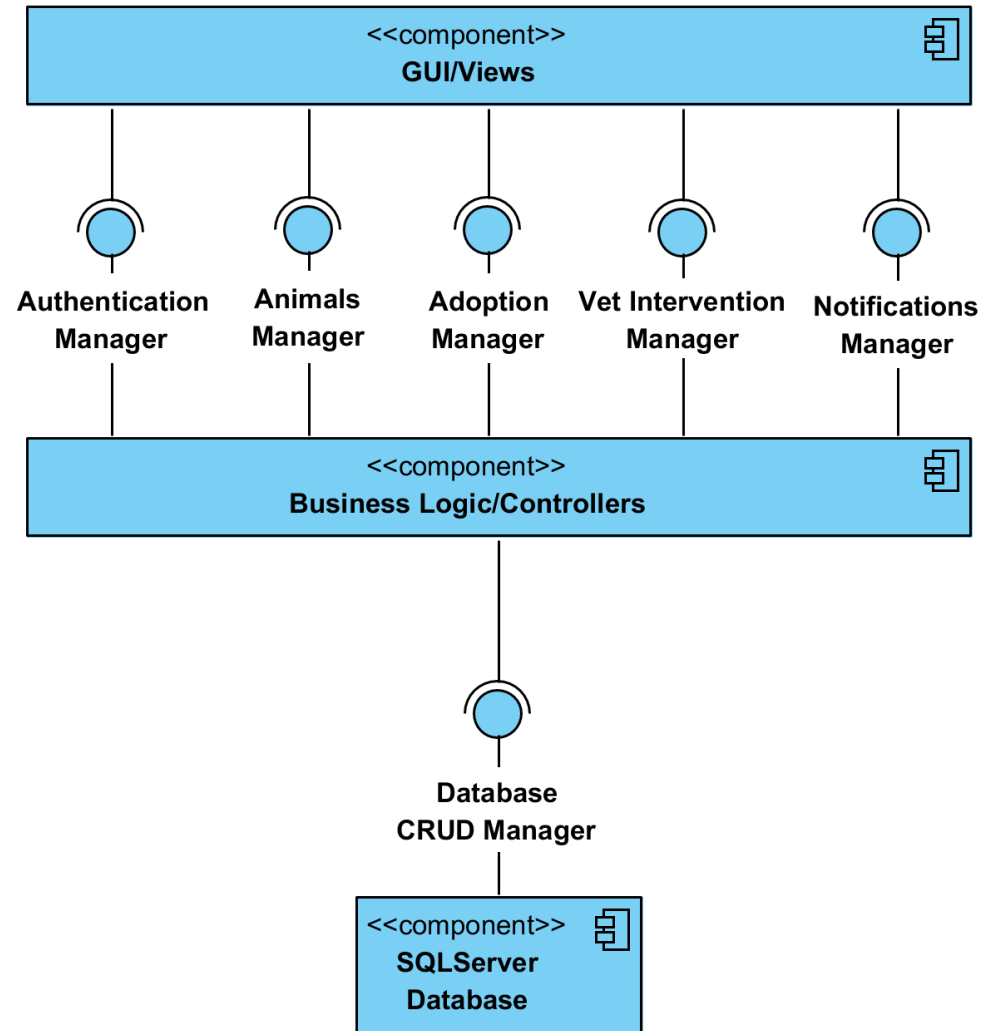 <<component>>
GUI/Views
Authentication
Manager
Animals
Manager
Adoption
Manager
Vet Intervention
Manager
Notifications
Manager
<<component>>
Business Logic/Controllers
Database
CRUD Manager
<<component>>
SQLServer
Database